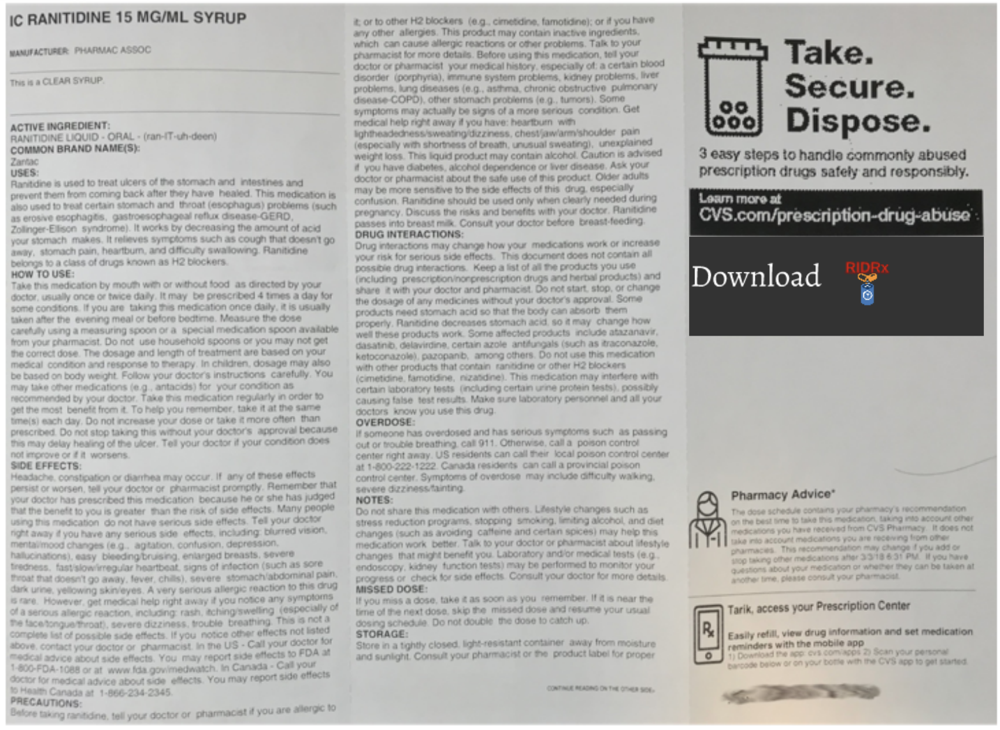 IC RANITIDINE 15 MG/ML SYRUP
MANUFACTURER: PHARMAC ASSOC
This is a CLEAR SYRUP.
ACTIVE INGREDIENT:
RANITIDINE LIQUID - ORAL - (ran-IT-uh-deen)
COMMON BRAND NAME(S):
Zantac
USES:
Ranitidine is used to treat ulcers of the stomach and intestines and
prevent them from coming back after they have healed. This medication is
also used to treat certain stomach and throat (esophagus) problems (such
as erosive esophagitis, gastroesophageal reflux disease-GERD,
Zollinger-Ellison syndrome). It works by decreasing the amount of acid
your stomach makes. It relieves symptoms such as cough that doesn't go
away, stomach pain, heartburn, and difficulty swallowing. Ranitidine
belongs to a class of drugs known as H2 blockers.
HOW TO USE:
Take this medication by mouth with or without food as directed by your
doctor, usually once or twice daily. It may be prescribed 4 times a day for
some conditions. If you are taking this medication once daily, it is usually
taken after the evening meal or before bedtime. Measure the dose
carefully using a measuring spoon or a special medication spoon available
from your pharmacist. Do not use household spoons or you may not get
the correct dose. The dosage and length of treatment are based on your
medical condition and response to therapy. In children, dosage may also
be based on body weight. Follow your doctor's instructions carefully. You
may take other medications (e.g., antacids) for your condition as
recommended by your doctor. Take this medication regularly in order to
get the most benefit from it. To help you remember, take it at the same
time(s) each day. Do not increase your dose or take it more often than
prescribed. Do not stop taking this without your doctor's approval because
this may delay healing of the ulcer. Tell your doctor if your condition does
not improve or if it worsens.
SIDE EFFECTS:
Headache, constipation or diarrhea may occur. If any of these effects
persist or worsen, tell your doctor or pharmacist promptly. Remember that
your doctor has prescribed this medication because he or she has judged
that the benefit to you is greater than the risk of side effects. Many people
using this medication do not have serious side effects. Tell your doctor
right away if you have any serious side effects, including: blurred vision,
mental/mood changes (e.g., agitation, confusion, depression,
hallucinations), easy bleeding/bruising, enlarged breasts, severe
tiredness, fast/slow/irregular heartbeat, signs of infection (such as sore
throat that doesn't go away, fever, chills), severe stomach/abdominal pain,
dark urine, yellowing skin/eyes. A very serious allergic reaction to this drug
is rare. However, get medical help right away if you notice any symptoms
of a serious allergic reaction, including: rash, itching/swelling (especially of
the face/tongue/throat), severe dizziness, trouble breathing. This is not a
complete list of possible side effects. If you notice other effects not listed
above, contact your doctor or pharmacist. In the US - Call your doctor for
medical advice about side effects. You may report side effects to FDA at
1-800-FDA-1088 or at www.fda.gov/medwatch. In Canada - Call your
doctor for medical advice about side effects. You may report side effects
to Health Canada at 1-866-234-2345.
PRECAUTIONS:
Before taking ranitidine, tell your doctor or pharmacist if you are allergic to
it; or to other H2 blockers (e.g., cimetidine, famotidine); or if you have
any other allergies. This product may contain inactive ingredients,
which can cause allergic reactions or other problems. Talk to your
pharmacist for more details. Before using this medication, tell your
doctor or pharmacist your medical history, especially of: a certain blood
disorder (porphyria), immune system problems, kidney problems, liver
problems, lung diseases (e.g., asthma, chronic obstructive pulmonary
disease-COPD), other stomach problems (e.g., tumors). Some
symptoms may actually be signs of a more serious condition. Get
medical help right away if you have: heartburn with
lightheadedness/sweating/dizziness, chest/jaw/arm/shoulder pain
(especially with shortness of breath, unusual sweating), unexplained
weight loss. This liquid product may contain alcohol. Caution is advised
if you have diabetes, alcohol dependence or liver disease. Ask your
doctor or pharmacist about the safe use of this product. Older adults
may be more sensitive to the side effects of this drug, especially
confusion. Ranitidine should be used only when clearly needed during
pregnancy. Discuss the risks and benefits with your doctor. Ranitidine
passes into breast milk. Consult your doctor before breast-feeding.
DRUG INTERACTIONS:
Drug interactions may change how your medications work or increase
your risk for serious side effects. This document does not contain all
possible drug interactions. Keep a list of all the products you use
(including prescription/nonprescription drugs and herbal products) and
share it with your doctor and pharmacist. Do not start, stop, or change
the dosage of any medicines without your doctor's approval. Some
products need stomach acid so that the body can absorb them
properly. Ranitidine decreases stomach acid, so it may change how
well these products work. Some affected products include atazanavir,
dasatinib, delavirdine, certain azole antifungals (such as itraconazole,
ketoconazole), pazopanib, among others. Do not use this medication
with other products that contain ranitidine or other H2 blockers
(cimetidine, famotidine, nizatidine). This medication may interfere with
certain laboratory tests (including certain urine protein tests), possibly
causing false test results. Make sure laboratory personnel and all your
doctors know you use this drug.
OVERDOSE:
If someone has overdosed and has serious symptoms such as passing
out or trouble breathing, call 911. Otherwise, call a poison control
center right away. US residents can call their local poison control center
at 1-800-222-1222. Canada residents can call a provincial poison
control center. Symptoms of overdose may include difficulty walking,
severe dizziness/fainting.
NOTES:
Do not share this medication with others. Lifestyle changes such as
stress reduction programs, stopping smoking, limiting alcohol, and diet
changes (such as avoiding caffeine and certain spices) may help this
medication work better. Talk to your doctor or pharmacist about lifestyle
changes that might benefit you. Laboratory and/or medical tests (e.g.,
endoscopy, kidney function tests) may be performed to monitor your
progress or check for side effects. Consult your doctor for more details.
MISSED DOSE:
If you miss a dose, take it as soon as you remember. If it is near the
time of the next dose, skip the missed dose and resume your usual
dosing schedule. Do not double the dose to catch up.
STORAGE:
Store in a tightly closed, light-resistant container away from moisture
and sunlight. Consult your pharmacist or the product label for proper
CONTINUE READING ON THE OTHER SIDE>
Take.
Secure.
Dispose.
3 easy steps to handle commonly abused
prescription drugs safely and responsibly.
Learn more at
CVS.com/prescription-drug-abuse
Download RIDRx
Pharmacy Advice*
The dose schedule contains your pharmacy's recommendation
on the best time to take this medication, taking into account other
medications you have received from CVS Pharmacy. It does not
take into account medications you are receiving from other
pharmacies. This recommendation may change if you add or
stop taking other medications after 3/3/18 6:31 PM. If you have
questions about your medication or whether they can be taken at
another time, please consult your pharmacist.
Rx
Tarik, access your Prescription Center
Easily refill, view drug information and set medication
reminders with the mobile app
1) Download the app: cvs.com/apps 2) Scan your personal
barcode below or on your bottle with the CVS app to get started.